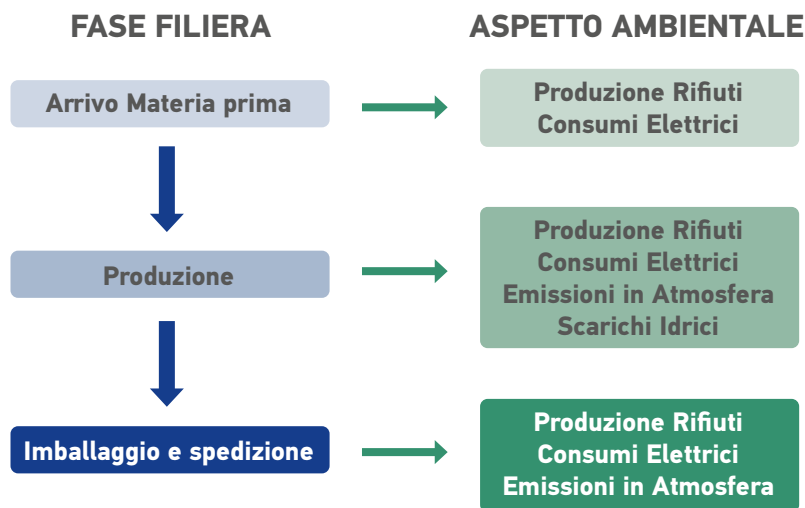 FASE FILIERA
ASPETTO AMBIENTALE
Arrivo Materia prima
Produzione Rifiuti
Consumi Elettrici
Produzione
Produzione Rifiuti
Consumi Elettrici
Emissioni in Atmosfera
Scarichi Idrici
Imballaggio e spedizione
Produzione Rifiuti
Consumi Elettrici
Emissioni in Atmosfera